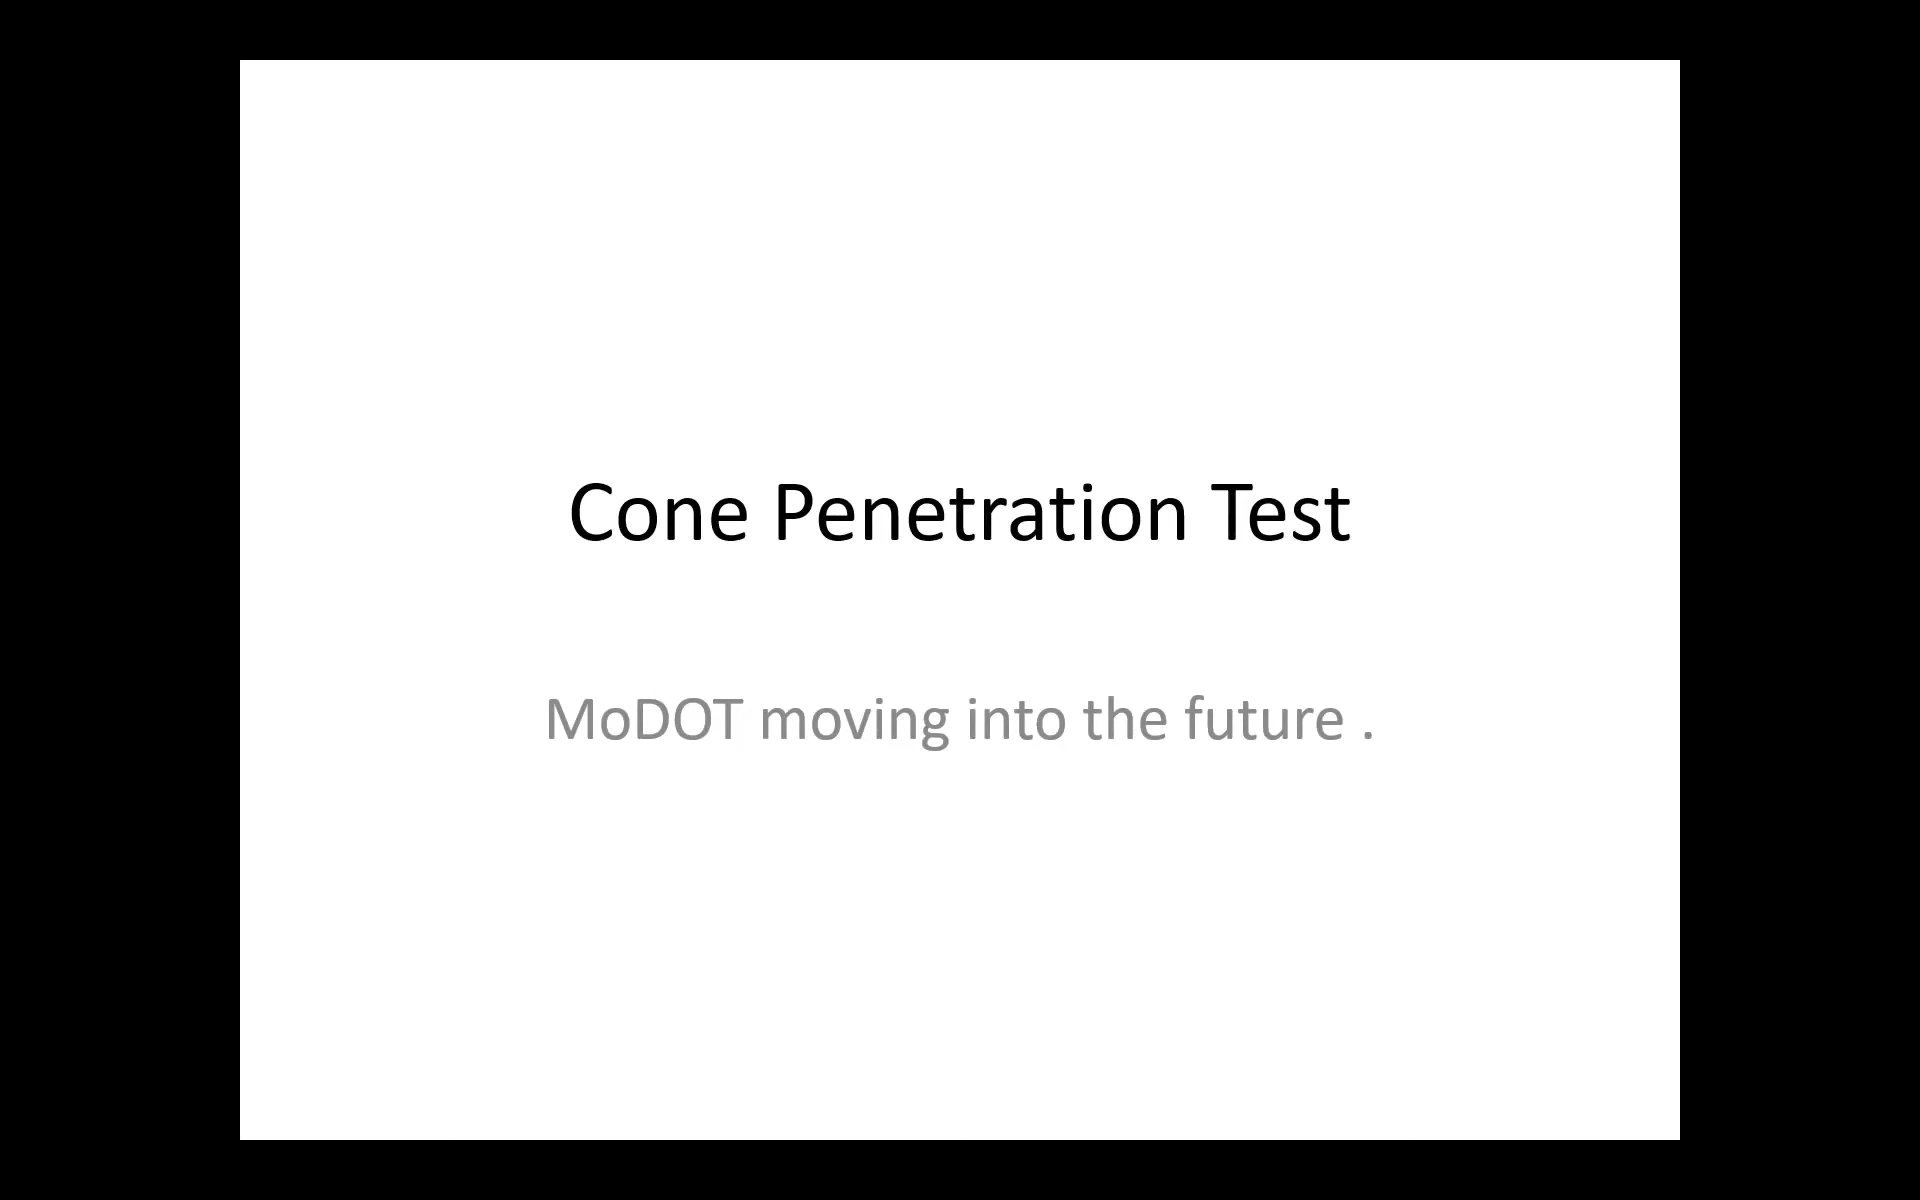 Cone Penetration Test
MoDOT moving into the future .